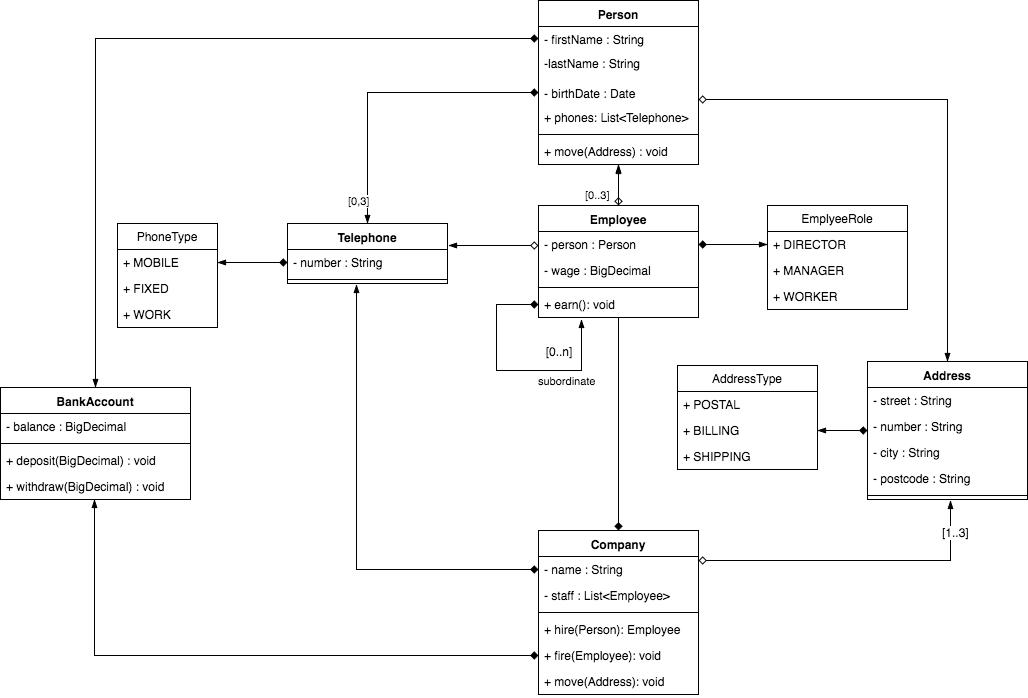 Person
- firstName : String
-lastName : String
- birthDate : Date
+ phones: List<Telephone>
+ move(Address) : void
[0,3]
[0..3]
PhoneType
+ MOBILE
+ FIXED
+ WORK
Telephone
- number : String
Employee
- person : Person
- wage : BigDecimal
+ earn(): void
EmplyeeRole
+ DIRECTOR
+ MANAGER
+ WORKER
[0..n]
subordinate
BankAccount
- balance : BigDecimal
+ deposit(BigDecimal) : void
+ withdraw(BigDecimal) : void
AddressType
+ POSTAL
+ BILLING
+ SHIPPING
Address
- street : String
- number : String
- city : String
- postcode : String
[1..3]
Company
- name : String
- staff : List<Employee>
+ hire(Person): Employee
+ fire(Employee): void
+ move(Address): void